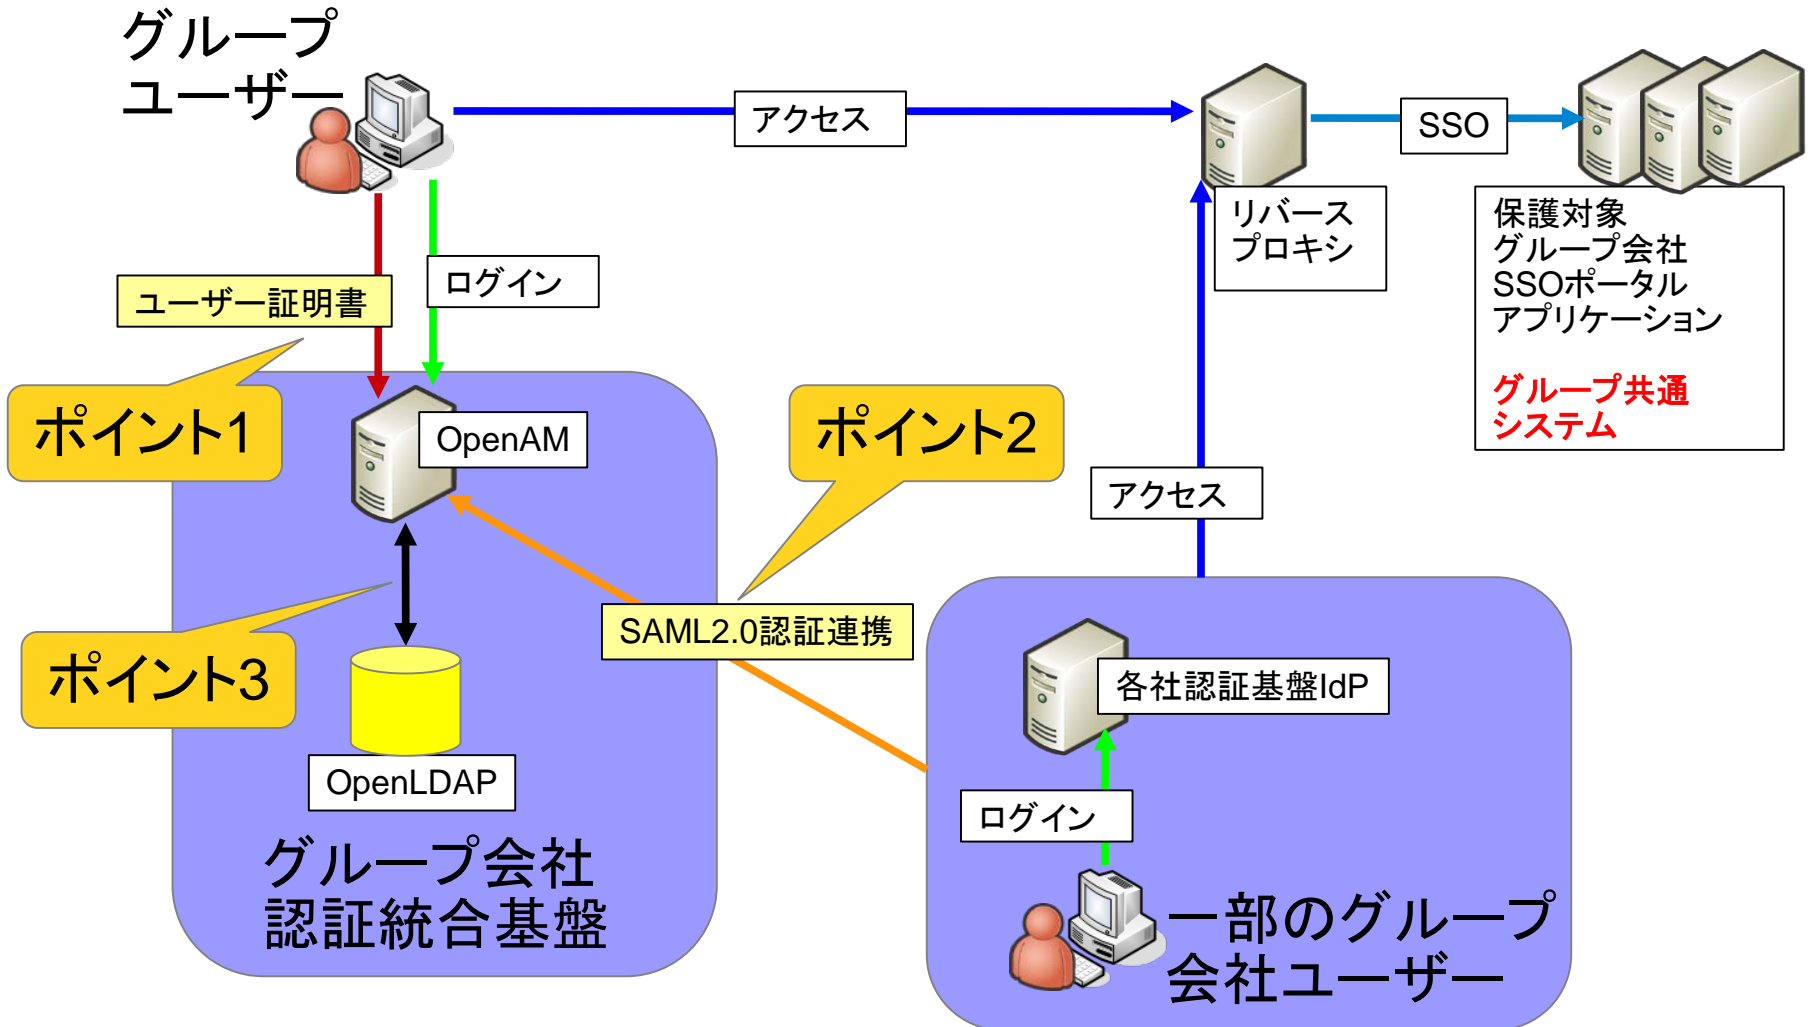 グループ
ユーザー
アクセス
SSO
リバース
プロキシ
保護対象
グループ会社
SSOポータル
アプリケーション
グループ共通
システム
ユーザー証明書
ログイン
ポイント1
OpenAM
ポイント2
アクセス
SAML2.0認証連携
ポイント3
各社認証基盤IdP
OpenLDAP
ログイン
グループ会社
認証統合基盤
一部のグループ
会社ユーザー